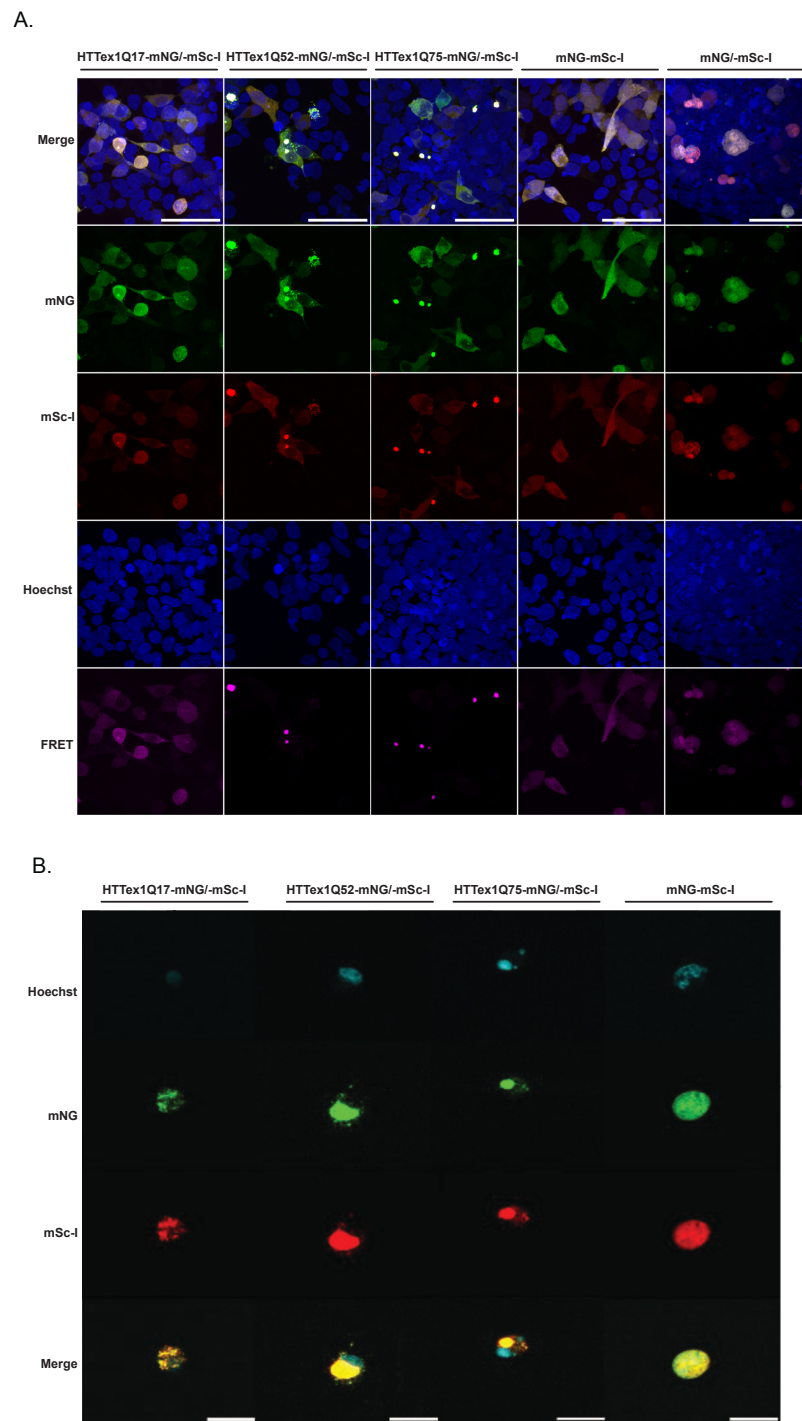 A.
HTTex1Q17-mNG/-mSc-I HTTex1Q52-mNG/-mSc-I HTTex1Q75-mNG/-mSc-I mNG-mSc-I mNG/-mSc-I
Merge
mNG
mSc-I
Hoechst
FRET
B.
HTTex1Q17-mNG/-mSc-I HTTex1Q52-mNG/-mSc-I HTTex1Q75-mNG/-mSc-I mNG-mSc-I
Hoechst
mNG
mSc-I
Merge